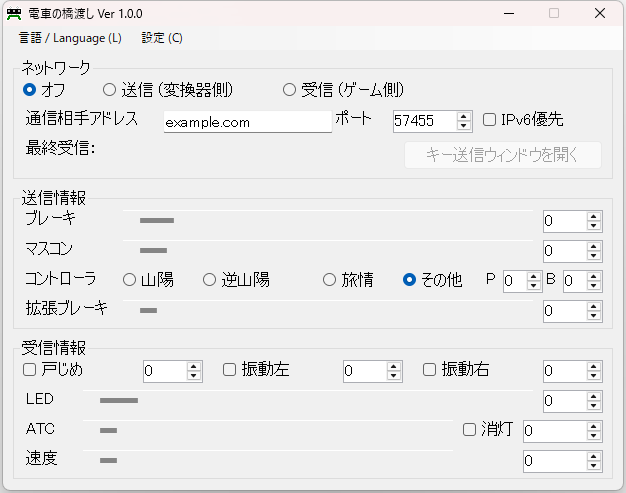 電車の橋渡し Ver 1.0.0
言語 / Language (L) 設定 (C)
ネットワーク
オフ 送信 (変換器側) 受信 (ゲーム側)
通信相手アドレス example.com ポート 57455 IPv6優先
最終受信: キー送信ウィンドウを開く
送信情報
ブレーキ 0
マスコン 0
コントローラ 山陽 逆山陽 旅情 その他 P 0 B 0
拡張ブレーキ 0
受信情報
戸じめ 0 振動左 0 振動右 0
LED 0
ATC 消灯 0
速度 0